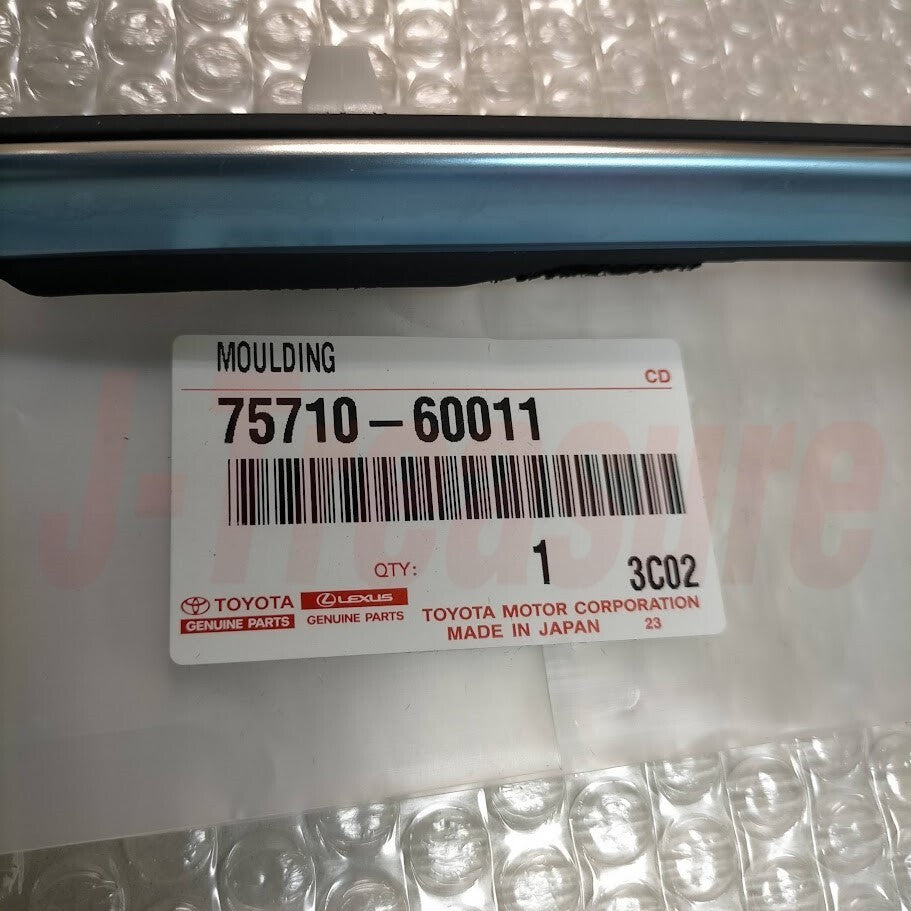 MOULDING
CD
75710-60011
QTY: 1 3C02
TOYOTA LEXUS TOYOTA MOTOR CORPORATION
GENUINE PARTS GENUINE PARTS MADE IN JAPAN 23
J-Treasure